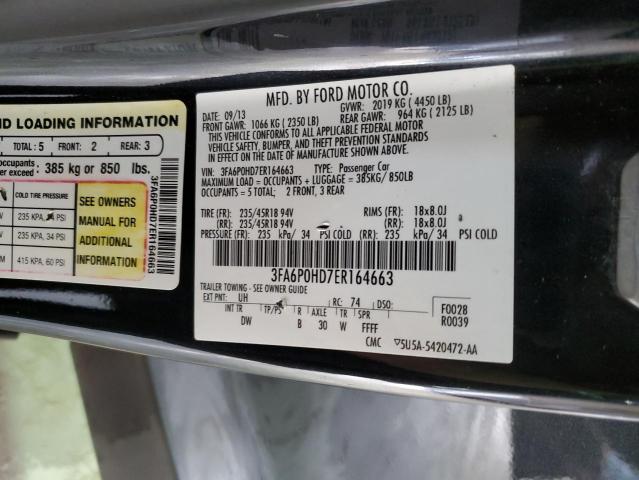 ND LOADING INFORMATION
TOTAL: 5 FRONT: 2 REAR: 3
occupants
exceed : 385 kg or 850 lbs.
COLD TIRE PRESSURE
235 KPA, PSI
235 KPA, 34 PSI
415 KPA, 60 PSI
SEE OWNERS
MANUAL FOR
ADDITIONAL
INFORMATION
3FA6P0HD7ER164663
MFD. BY FORD MOTOR CO.
DATE: 09/13 GVWR: 2019 KG ( 4450 LB)
FRONT GAWR: 1066 KG ( 2350 LB) REAR GAWR: 964 KG ( 2125 LB)
THIS VEHICLE CONFORMS TO ALL APPLICABLE FEDERAL MOTOR
VEHICLE SAFETY, BUMPER, AND THEFT PREVENTION STANDARDS
IN EFFECT ON THE DATE OF MANUFACTURE SHOWN ABOVE.
VIN: 3FA6P0HD7ER164663 TYPE: Passenger Car
MAXIMUM LOAD = OCCUPANTS + LUGGAGE = 385KG/850LB
OCCUPANTS = 5 TOTAL; 2 FRONT, 3 REAR
TIRE (FR): 235/45R18 94V RIMS (FR): 18x8.0J
(RR): 235/45R18 94V (RR): 18x8.0J
PRESSURE (FR): 235 kPa/ 34 PSI COLD (RR): 235 kPa/ 34 PSI COLD
3FA6P0HD7ER164663
TRAILER TOWING - SEE OWNER GUIDE
EXT PNT: UH RC: 74 DSO: F0028
INT TR TP/PS R AXLE TR SPR R0039
DW B 30 W FFFF
CMC ▽5U5A-5420472-AA